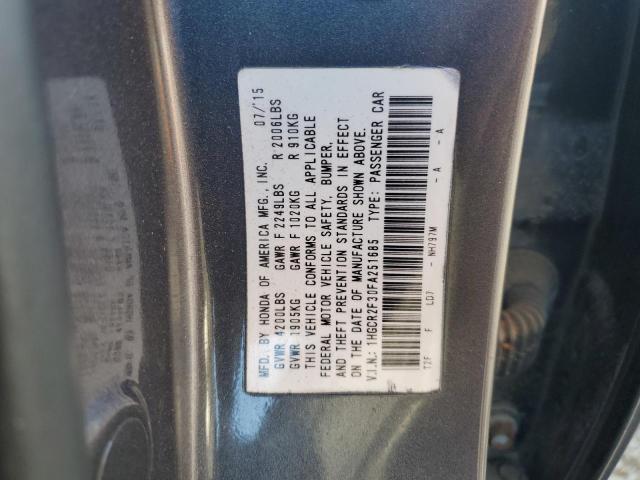 MFD. BY HONDA OF AMERICA MFG., INC. 07/'15
GVWR 4200LBS GAWR F 2249LBS R 2006LBS
GVWR 1905KG GAWR F 1020KG R 910KG
THIS VEHICLE CONFORMS TO ALL APPLICABLE
FEDERAL MOTOR VEHICLE SAFETY, BUMPER,
AND THEFT PREVENTION STANDARDS IN EFFECT
ON THE DATE OF MANUFACTURE SHOWN ABOVE.
V.I.N.: 1HGCR2F30FA251665 TYPE: PASSENGER CAR
T2F F LD7 - NH797M - A - A